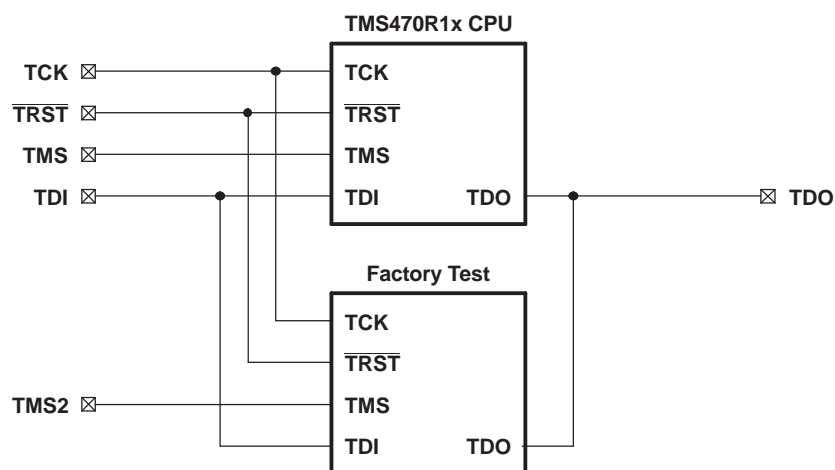 TMS470R1x CPU
TCK
TCK
TRST
TRST
TMS
TMS
TDI
TDI
TDO
TDO
Factory Test
TCK
TRST
TMS2
TMS
TDI
TDO